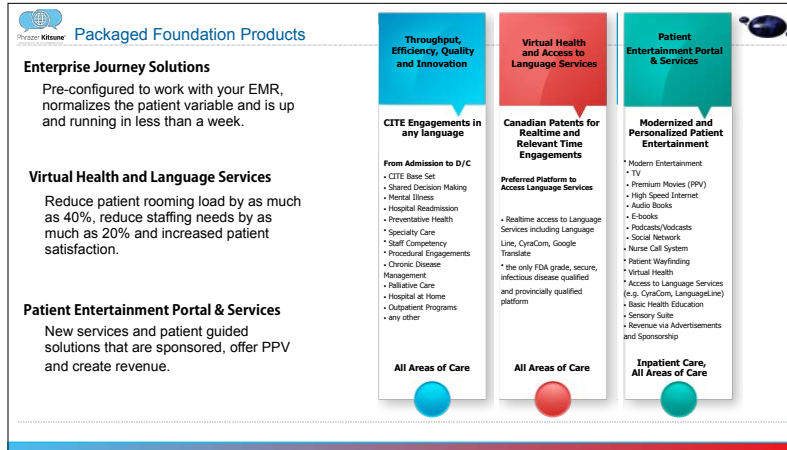 Phrazer Kitsune
Packaged Foundation Products
Enterprise Journey Solutions
Pre-configured to work with your EMR,
normalizes the patient variable and is up
and running in less than a week.
Virtual Health and Language Services
Reduce patient rooming load by as much
as 40%, reduce staffing needs by as
much as 20% and increased patient
satisfaction.
Patient Entertainment Portal & Services
New services and patient guided
solutions that are sponsored, offer PPV
and create revenue.
Throughput,
Efficiency, Quality
and Innovation
CITE Engagements in
any language
From Admission to D/C
• CITE Base Set
• Shared Decision Making
• Mental Illness
• Hospital Readmission
• Preventative Health
• Specialty Care
• Staff Competency
• Procedural Engagements
• Chronic Disease
Management
• Palliative Care
• Hospital at Home
• Outpatient Programs
• any other
All Areas of Care
Virtual Health
and Access to
Language Services
Canadian Patents for
Realtime and
Relevant Time
Engagements
Preferred Platform to
Access Language Services
• Realtime access to Language
Services including Language
Line, CyraCom, Google
Translate
• the only FDA grade, secure,
infectious disease qualified
and provincially qualified
platform
All Areas of Care
Patient
Entertainment Portal
& Services
Modernized and
Personalized Patient
Entertainment
• Modern Entertainment
• TV
• Premium Movies (PPV)
• High Speed Internet
• Audio Books
• E-books
• Podcasts/Vodcasts
• Social Network
• Nurse Call System
• Patient Wayfinding
• Virtual Health
• Access to Language Services
(e.g. CyraCom, LanguageLine)
• Basic Health Education
• Sensory Suite
• Revenue via Advertisements
and Sponsorship
Inpatient Care,
All Areas of Care